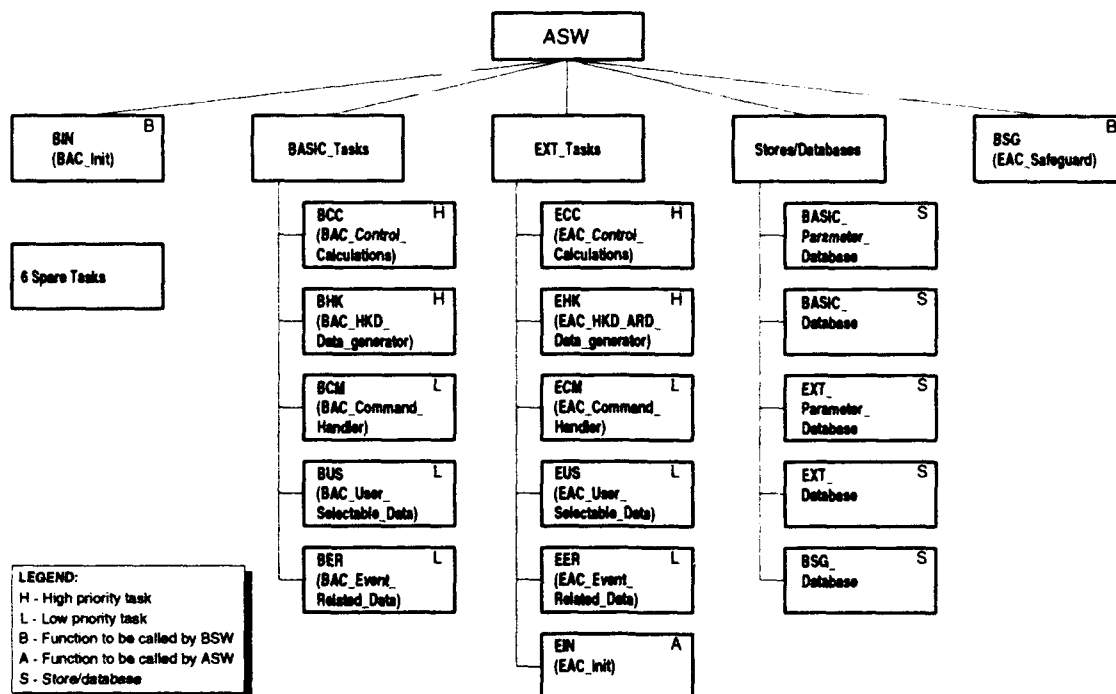 ASW
BIN
(BAC_Init)
B
BASIC_Tasks
EXT_Tasks
Stores/Databases
BSG
(EAC_Safeguard)
B
6 Spare Tasks
BCC
(BAC_Control_
Calculations)
H
BHK
(BAC_HKD_
Data_generator)
H
BCM
(BAC_Command_
Handler)
L
BUS
(BAC_User_
Selectable_Data)
L
BER
(BAC_Event_
Related_Data)
L
ECC
(EAC_Control_
Calculations)
H
EHK
(EAC_HKD_ARD_
Data_generator)
H
ECM
(EAC_Command_
Handler)
L
EUS
(EAC_User_
Selectable_Data)
L
EER
(EAC_Event_
Related_Data)
L
EIN
(EAC_Init)
A
BASIC_
Parameter_
Database
S
BASIC_
Database
S
EXT_
Parameter_
Database
S
EXT_
Database
S
BSG_
Database
S
LEGEND:
H - High priority task
L - Low priority task
B - Function to be called by BSW
A - Function to be called by ASW
S - Store/database